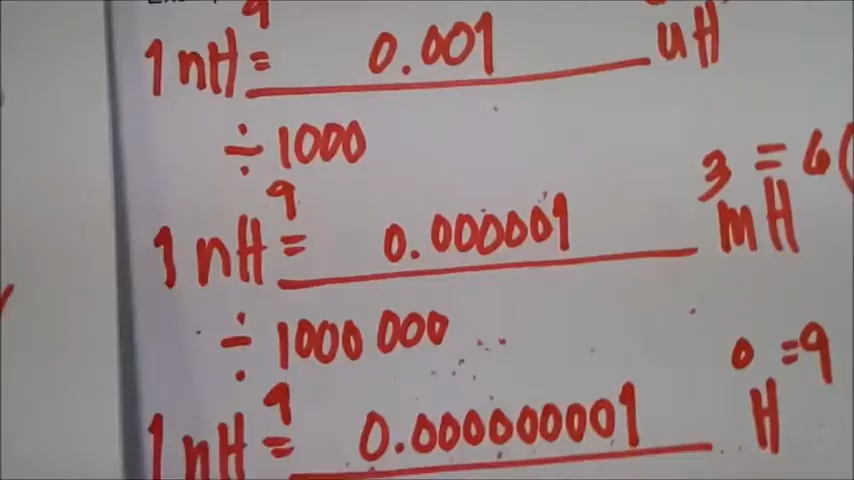 9
1 nH = 0.001 uH
÷ 1000
9 3 = 6 (
1 nH = 0.000001 mH
÷ 1000 000
9 0 = 9
1 nH = 0.000000001 H